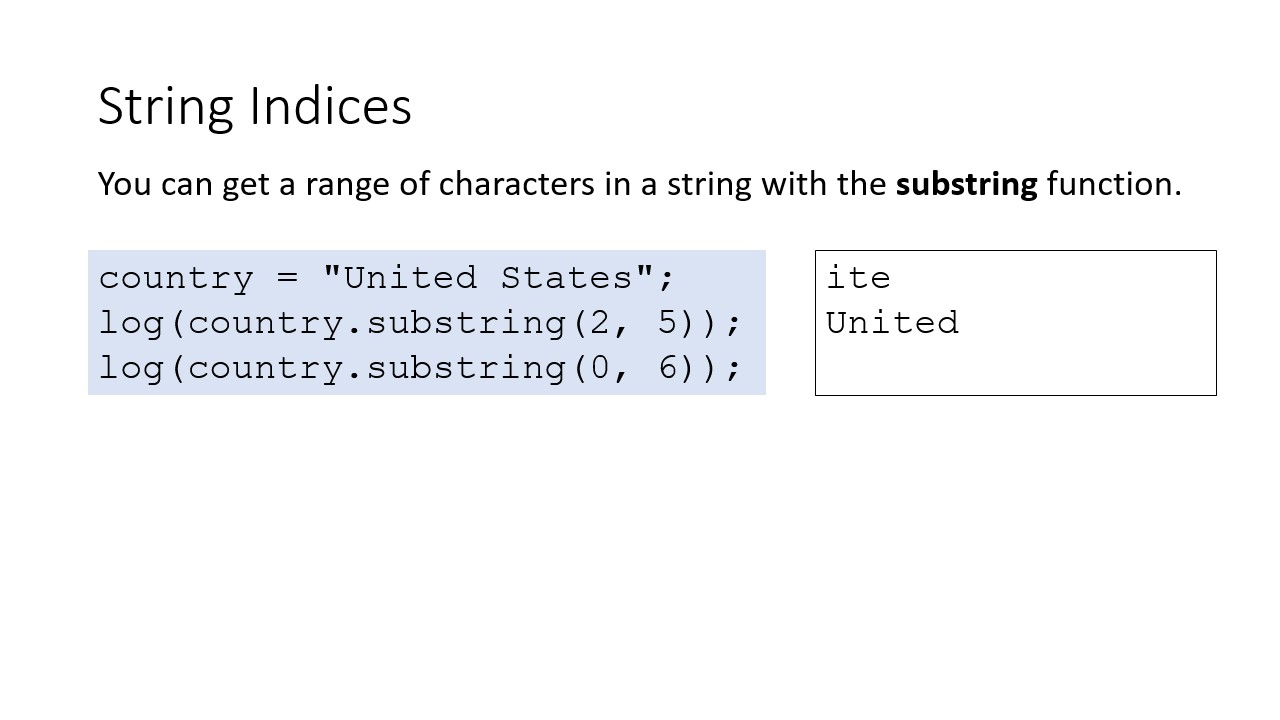 String Indices
You can get a range of characters in a string with the substring function.
country = "United States";
log(country.substring(2, 5));
log(country.substring(0, 6));
ite
United